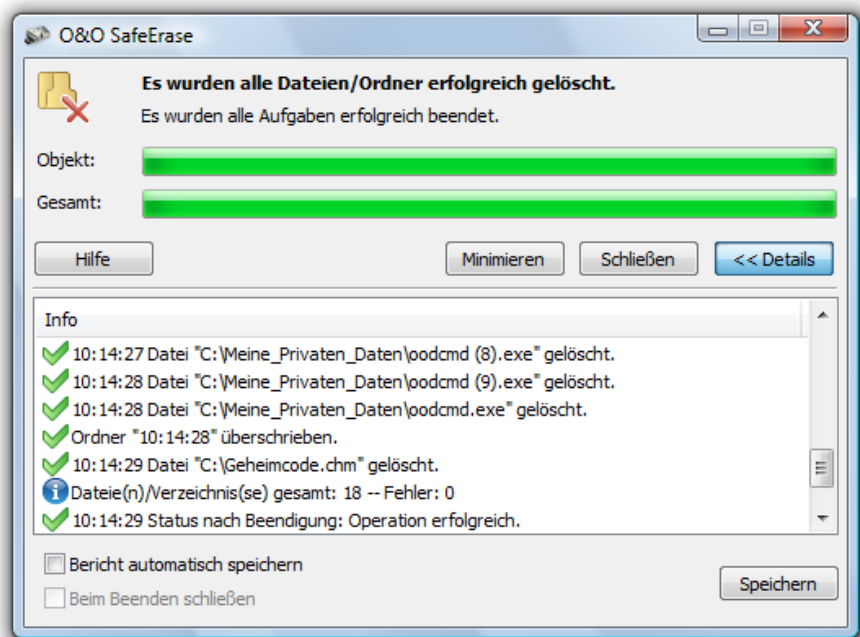 O&O SafeErase
Es wurden alle Dateien/Ordner erfolgreich gelöscht.
Es wurden alle Aufgaben erfolgreich beendet.
Objekt:
Gesamt:
Hilfe
Minimieren
Schließen
<< Details
Info
10:14:27 Datei "C:\Meine_Privaten_Daten\oodcmd (8).exe" gelöscht.
10:14:28 Datei "C:\Meine_Privaten_Daten\oodcmd (9).exe" gelöscht.
10:14:28 Datei "C:\Meine_Privaten_Daten\oodcmd.exe" gelöscht.
Ordner "10:14:28" überschrieben.
10:14:29 Datei "C:\Geheimcode.chm" gelöscht.
Dateie(n)/Verzeichnis(se) gesamt: 18 -- Fehler: 0
10:14:29 Status nach Beendigung: Operation erfolgreich.
Bericht automatisch speichern
Beim Beenden schließen
Speichern